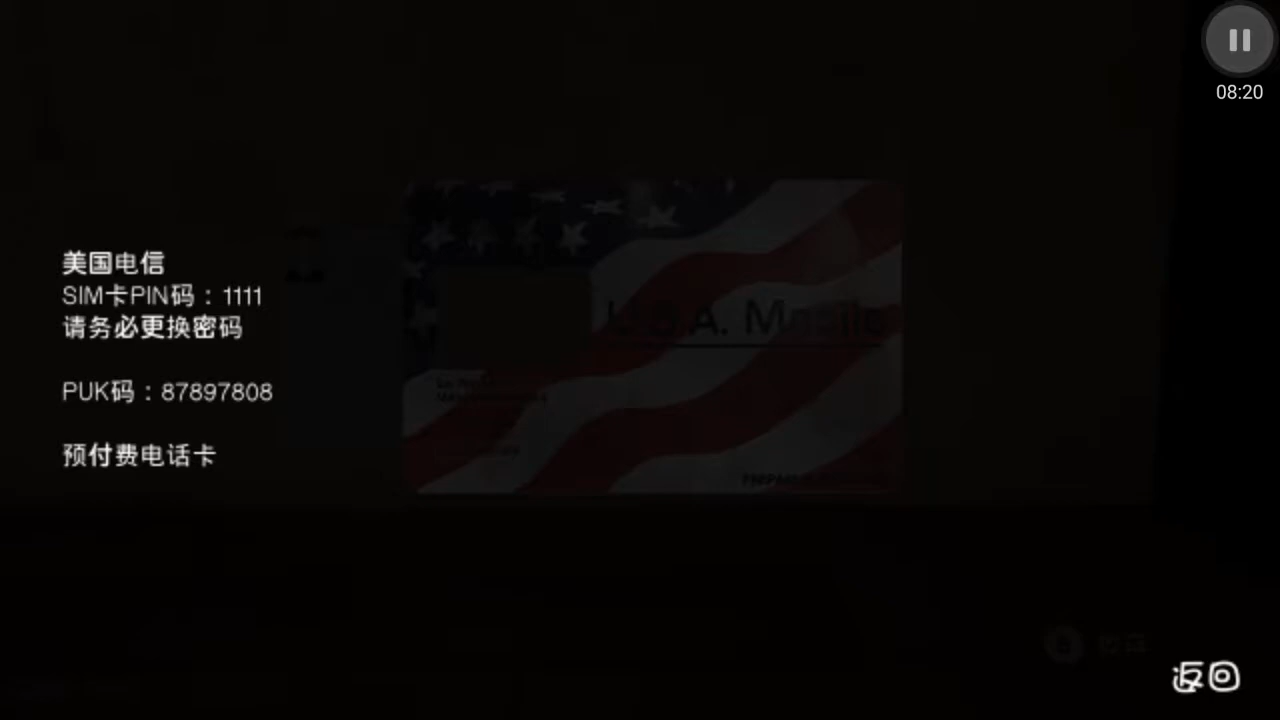 08:20
美国电信
SIM卡PIN码：1111
请务必更换密码
PUK码：87897808
预付费电话卡
U.S.A. Mobile
返回